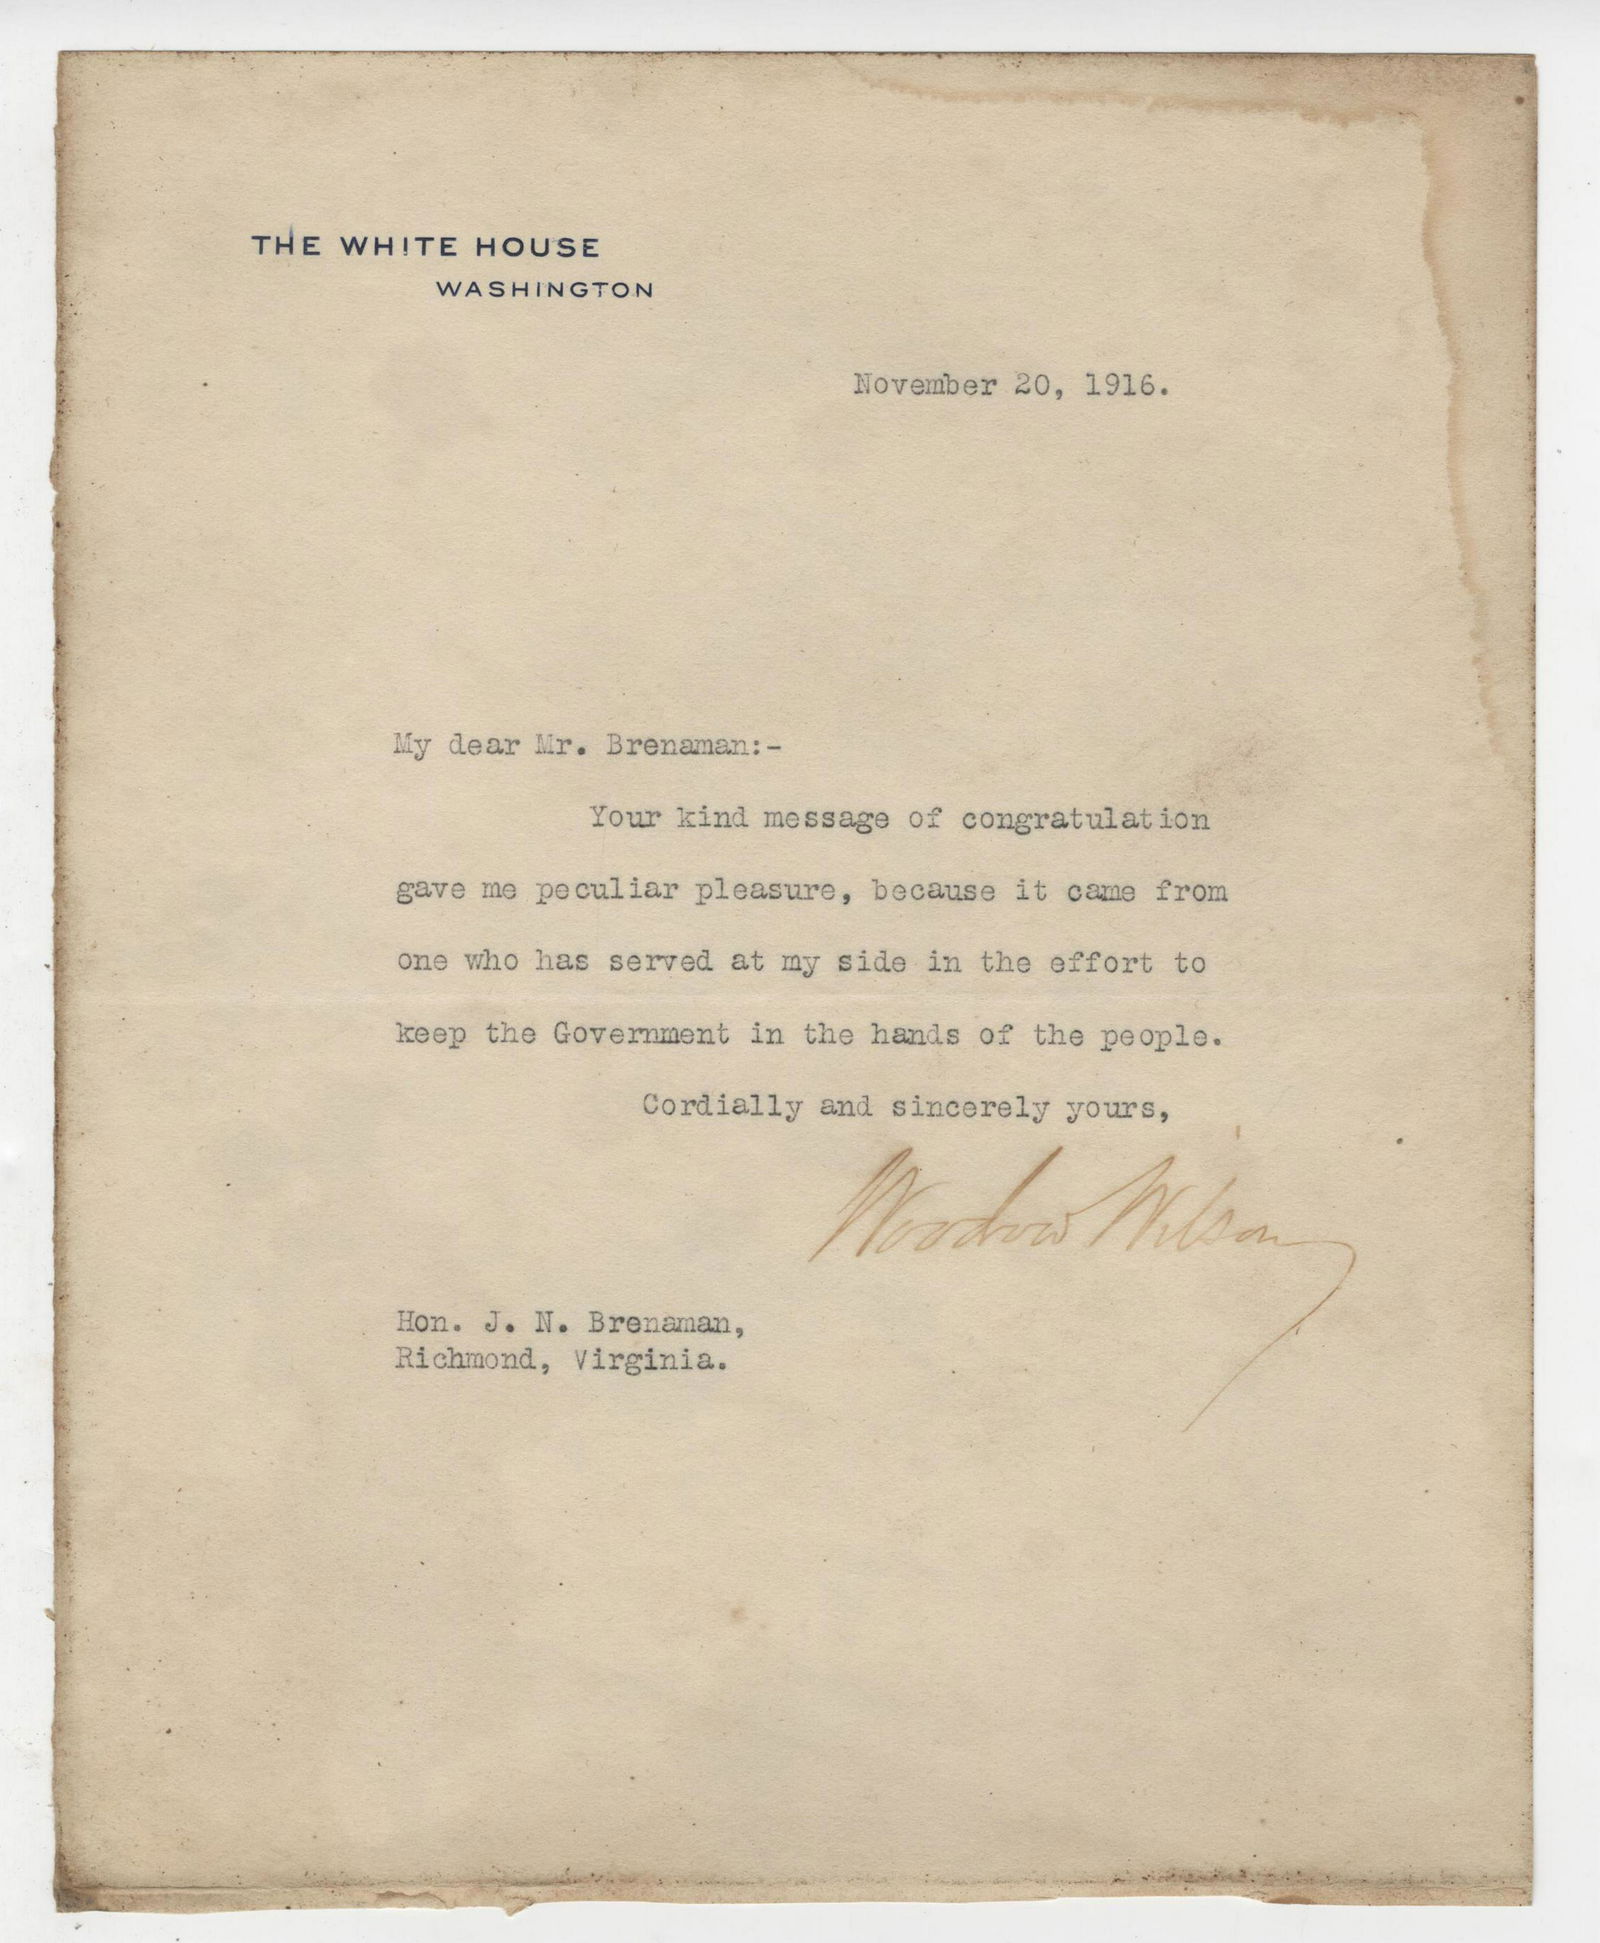 THE WHITE HOUSE
WASHINGTON
November 20, 1916.
My dear Mr. Brenaman:-
Your kind message of congratulation
gave me peculiar pleasure, because it came from
one who has served at my side in the effort to
keep the Government in the hands of the people.
Cordially and sincerely yours,
Woodrow Wilson
Hon. J. N. Brenaman,
Richmond, Virginia.